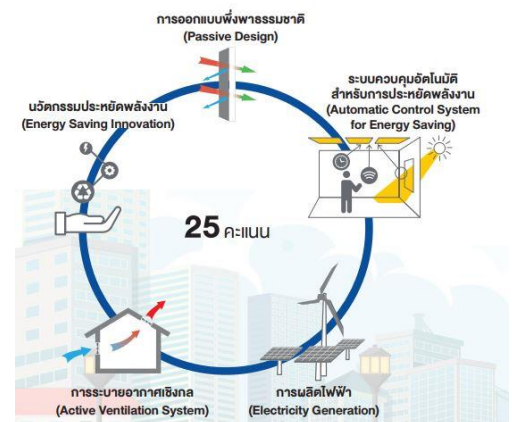 การออกแบบพึ่งพาธรรมชาติ
(Passive Design)
ระบบควบคุมอัตโนมัติ
สำหรับการประหยัดพลังงาน
(Automatic Control System
for Energy Saving)
นวัตกรรมประหยัดพลังงาน
(Energy Saving Innovation)
25 คะแนน
การระบายอากาศเชิงกล
(Active Ventilation System)
การผลิตไฟฟ้า
(Electricity Generation)